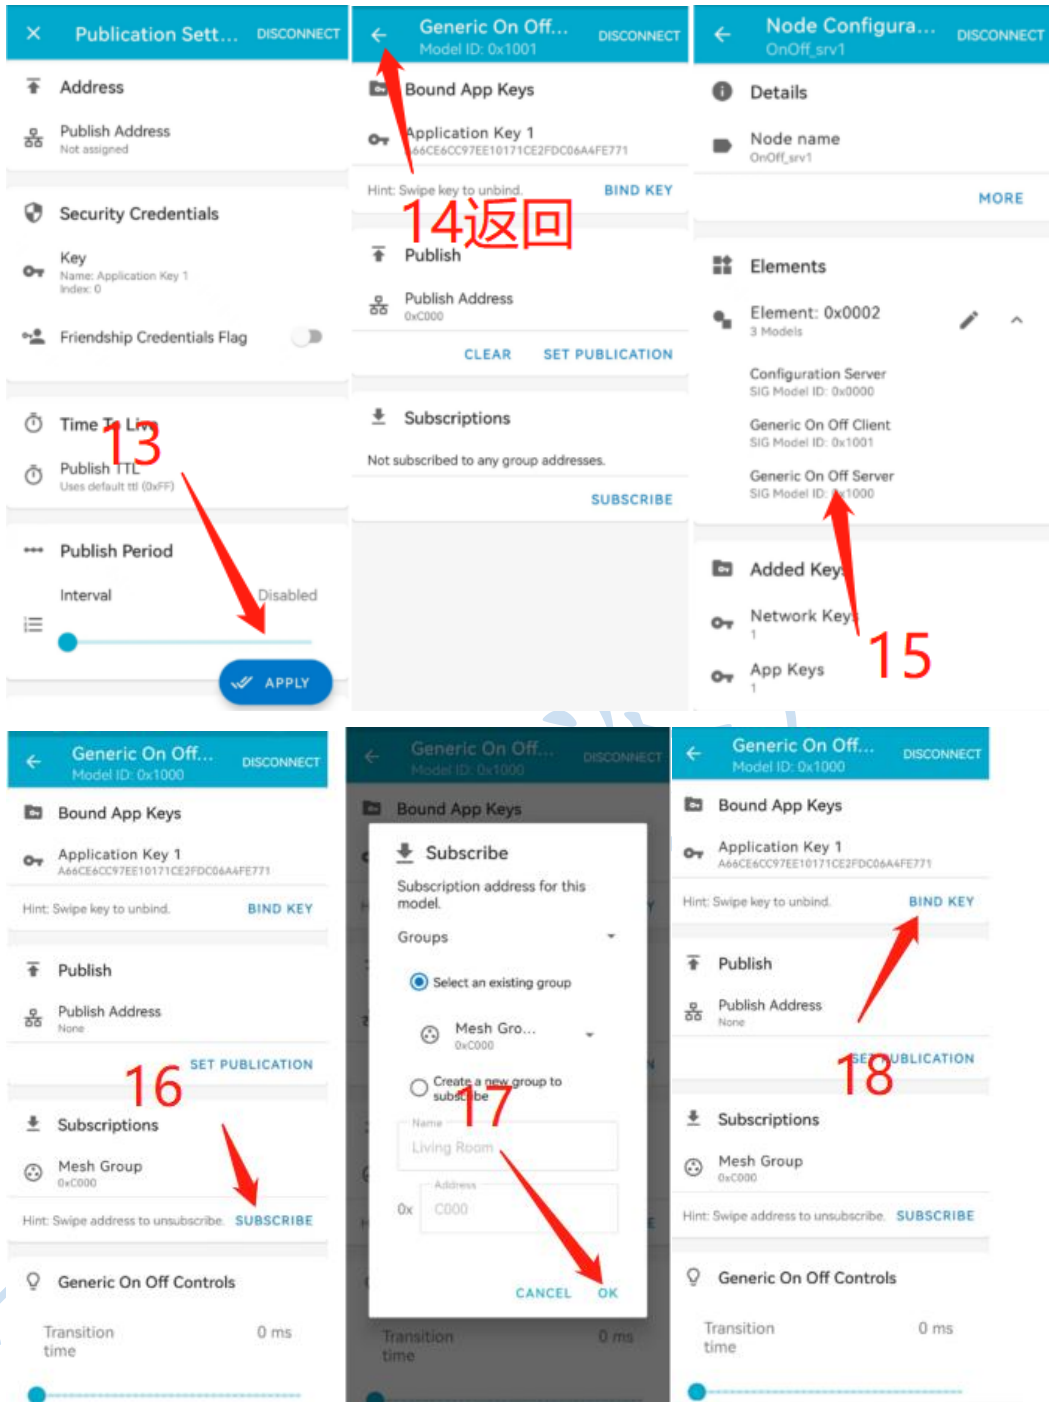 Publication Sett...
DISCONNECT
Address
Publish Address
Not assigned
Security Credentials
Key
Name: Application Key 1
Index: 0
Friendship Credentials Flag
Time To Live
13
Publish TTL
Uses default ttl (0xFF)
Publish Period
Interval
Disabled
APPLY
Generic On Off...
Model ID: 0x1001
DISCONNECT
Bound App Keys
Application Key 1
A66CE6CC97EE10171CE2FDC06A4FE771
Hint: Swipe key to unbind.
BIND KEY
14返回
Publish
Publish Address
0xC000
CLEAR
SET PUBLICATION
Subscriptions
Not subscribed to any group addresses.
SUBSCRIBE
Node Configura...
OnOff_srv1
DISCONNECT
Details
Node name
OnOff_srv1
MORE
Elements
Element: 0x0002
3 Models
Configuration Server
SIG Model ID: 0x0000
Generic On Off Client
SIG Model ID: 0x1001
Generic On Off Server
SIG Model ID: 0x1000
Added Keys
Network Keys
1
15
App Keys
1
Generic On Off...
Model ID: 0x1000
DISCONNECT
Bound App Keys
Application Key 1
A66CE6CC97EE10171CE2FDC06A4FE771
Hint: Swipe key to unbind.
BIND KEY
Publish
Publish Address
None
SET PUBLICATION
16
Subscriptions
Mesh Group
0xC000
Hint: Swipe address to unsubscribe.
SUBSCRIBE
Generic On Off Controls
Transition
time
0 ms
Generic On Off...
Model ID: 0x1000
DISCONNECT
Bound App Keys
Subscribe
Subscription address for this
model.
Groups
Select an existing group
Mesh Gro...
0xC000
Create a new group to
subscribe
17
Name
Living Room
Address
0x
C000
CANCEL
OK
Transition
time
0 ms
Generic On Off...
Model ID: 0x1000
DISCONNECT
Bound App Keys
Application Key 1
A66CE6CC97EE10171CE2FDC06A4FE771
Hint: Swipe key to unbind.
BIND KEY
Publish
Publish Address
None
SET PUBLICATION
18
Subscriptions
Mesh Group
0xC000
Hint: Swipe address to unsubscribe.
SUBSCRIBE
Generic On Off Controls
Transition
time
0 ms